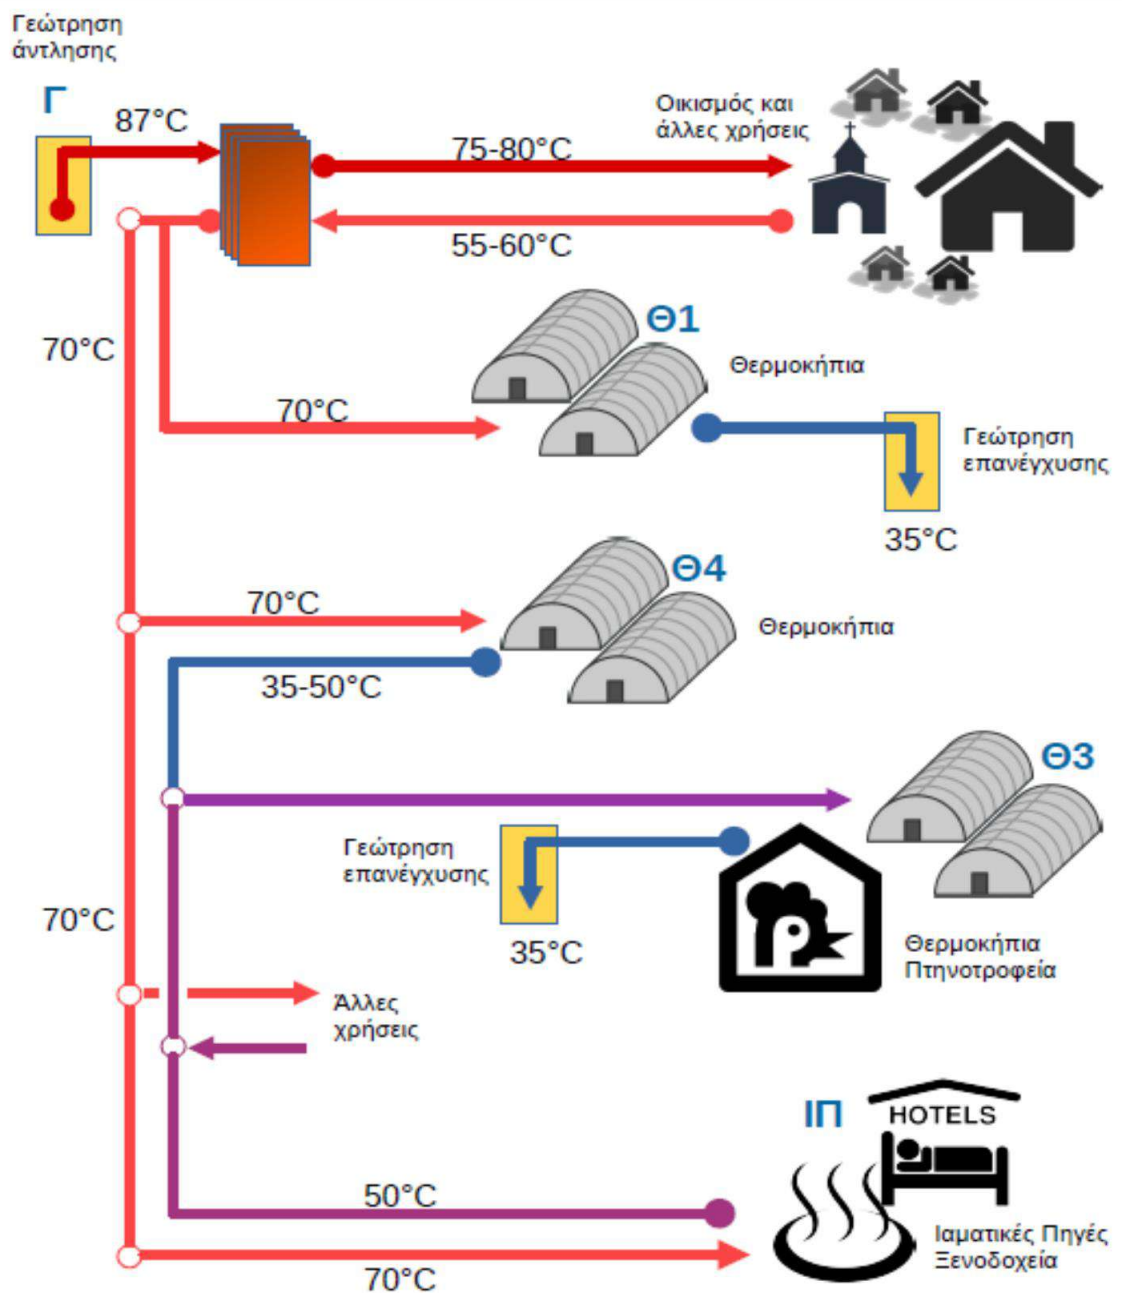 Γεώτρηση
άντλησης
Γ
87°C
75-80°C
Οικισμός και
άλλες χρήσεις
55-60°C
70°C
Θ1
Θερμοκήπια
70°C
Γεώτρηση
επανέγχυσης
35°C
Θ4
70°C
Θερμοκήπια
35-50°C
Θ3
Γεώτρηση
επανέγχυσης
35°C
70°C
Θερμοκήπια
Πτηνοτροφεία
Άλλες
χρήσεις
ΙΠ
HOTELS
50°C
Ιαματικές Πηγές
Ξενοδοχεία
70°C